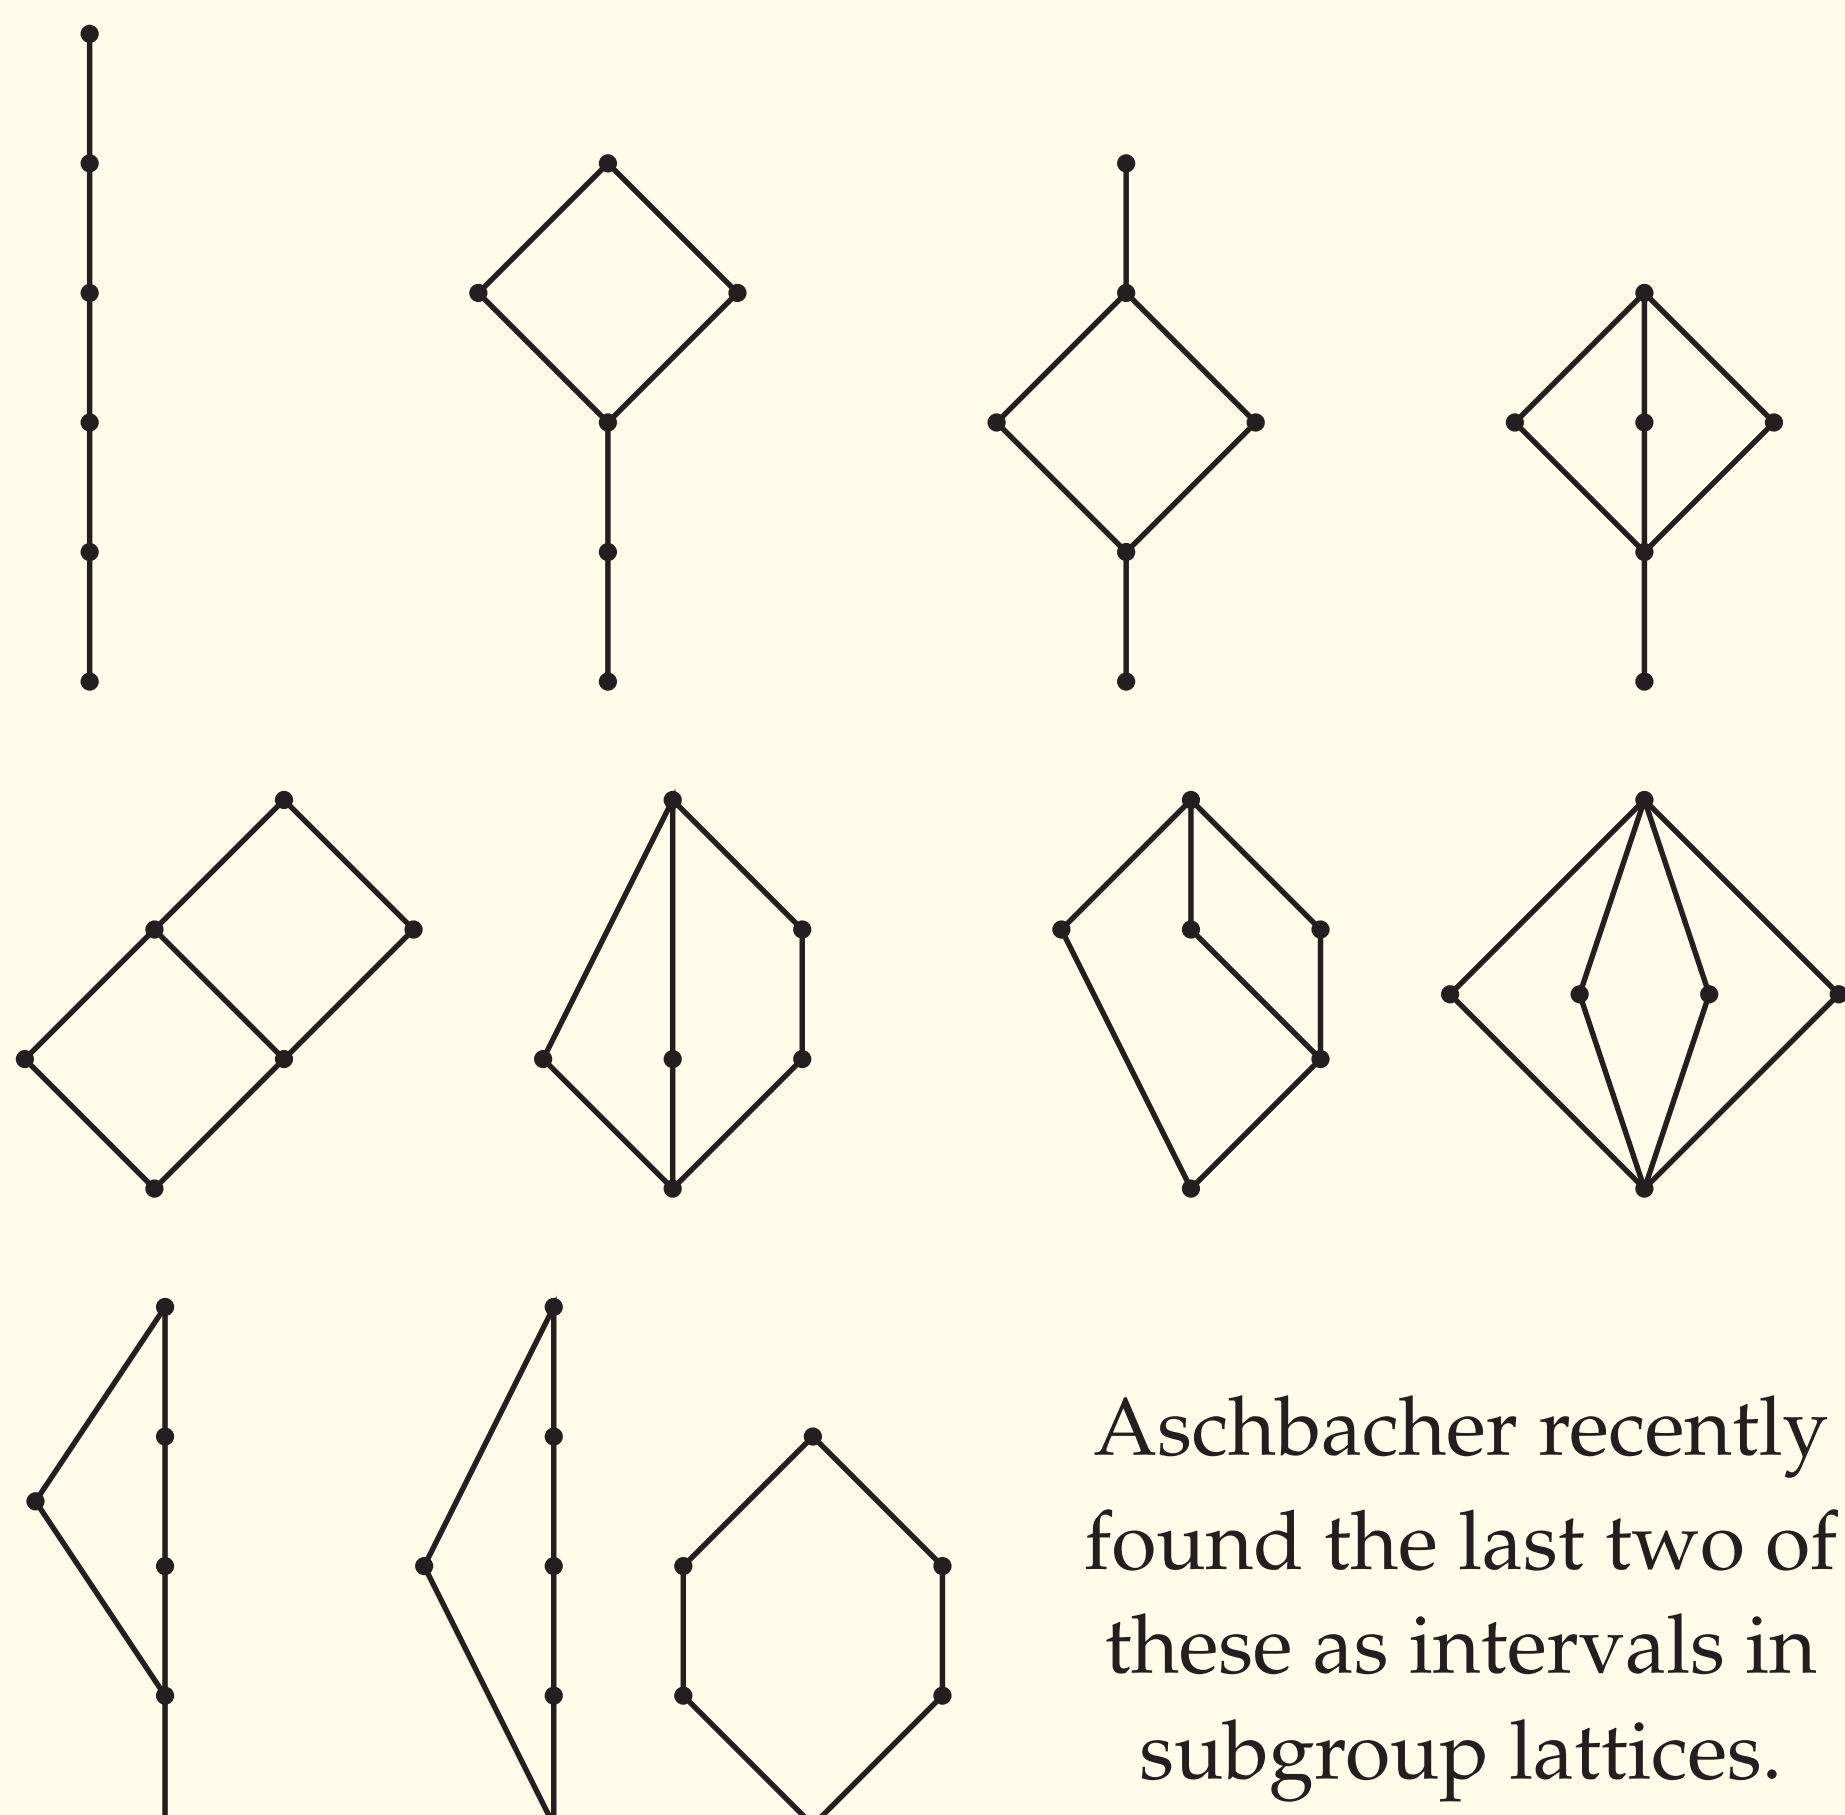 Aschbacher recently
found the last two of
these as intervals in
subgroup lattices.